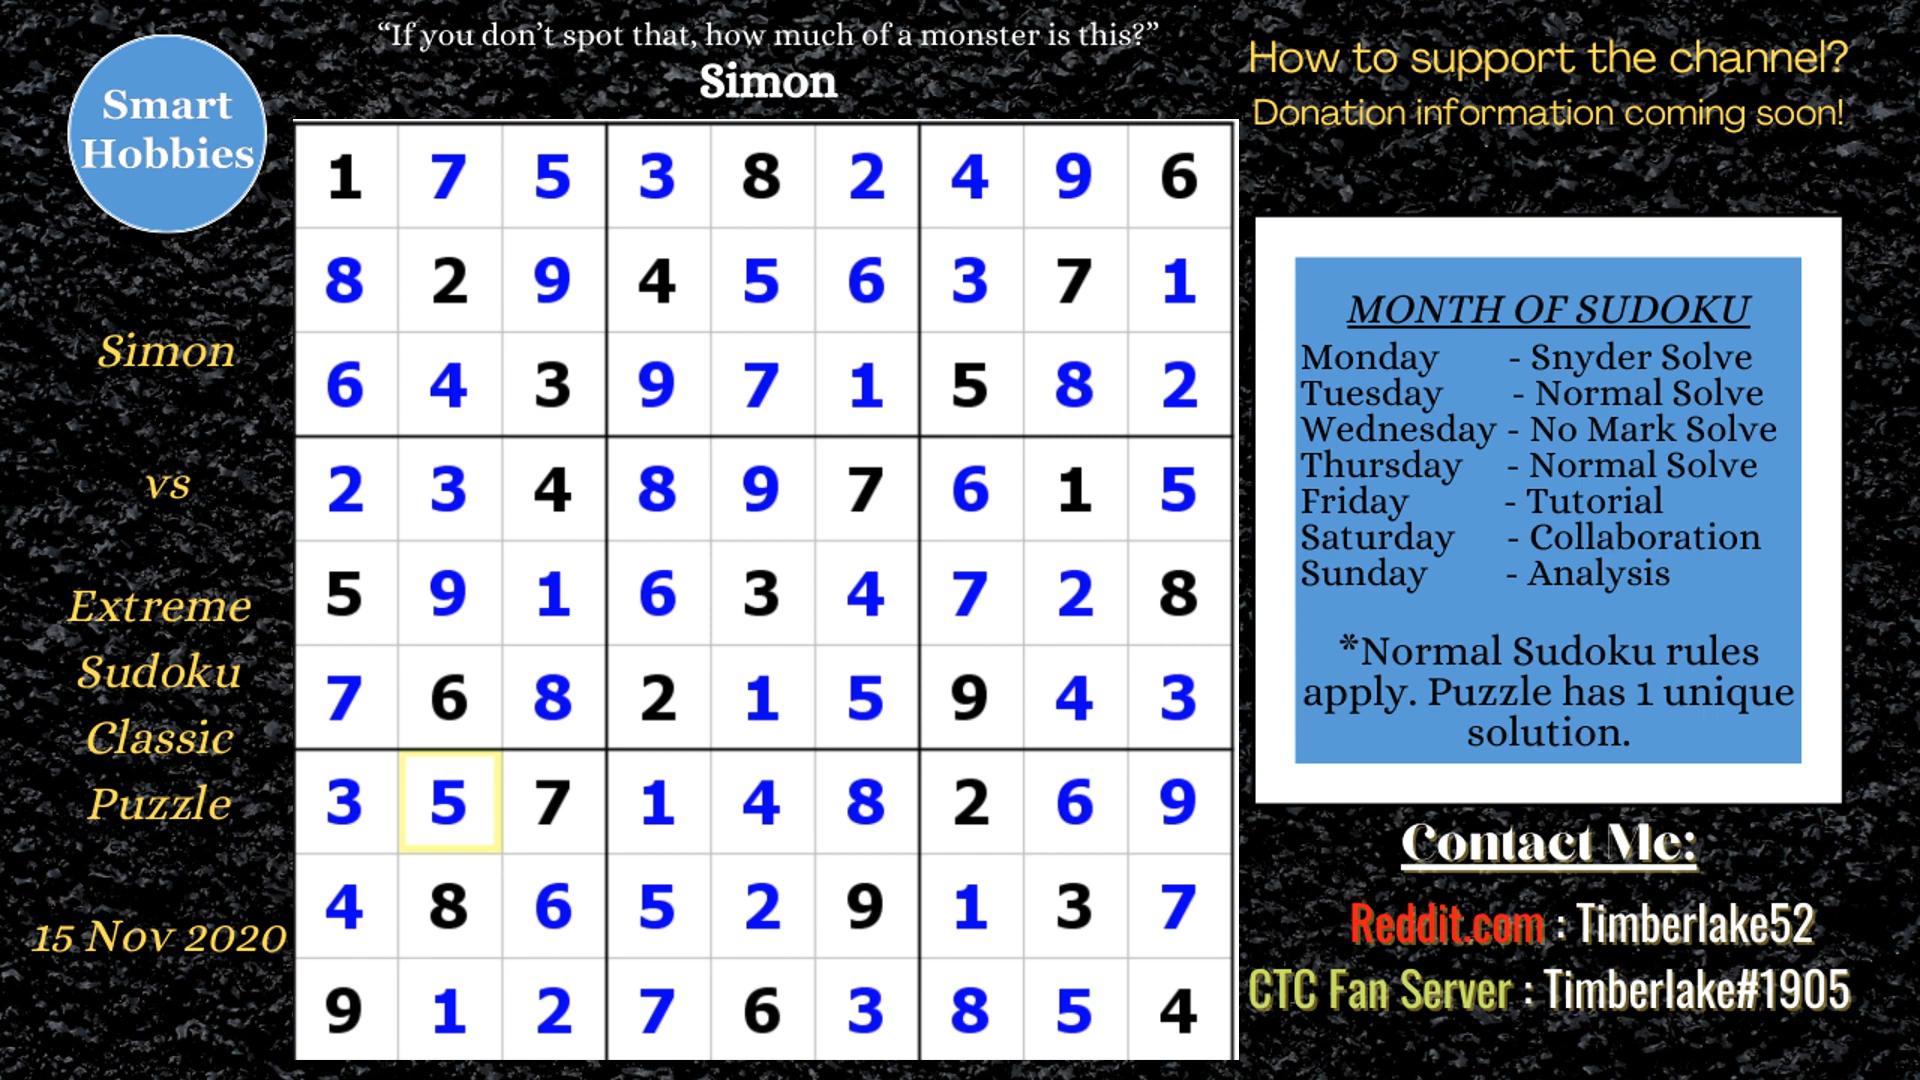 “If you don’t spot that, how much of a monster is this?”
Simon
Smart
Hobbies
Simon
vs
Extreme
Sudoku
Classic
Puzzle
15 Nov 2020
1 7 5 3 8 2 4 9 6
8 2 9 4 5 6 3 7 1
6 4 3 9 7 1 5 8 2
2 3 4 8 9 7 6 1 5
5 9 1 6 3 4 7 2 8
7 6 8 2 1 5 9 4 3
3 5 7 1 4 8 2 6 9
4 8 6 5 2 9 1 3 7
9 1 2 7 6 3 8 5 4
How to support the channel?
Donation information coming soon!
MONTH OF SUDOKU
Monday - Snyder Solve
Tuesday - Normal Solve
Wednesday - No Mark Solve
Thursday - Normal Solve
Friday - Tutorial
Saturday - Collaboration
Sunday - Analysis
*Normal Sudoku rules
apply. Puzzle has 1 unique
solution.
Contact Me:
Reddit.com : Timberlake52
CTC Fan Server : Timberlake#1905